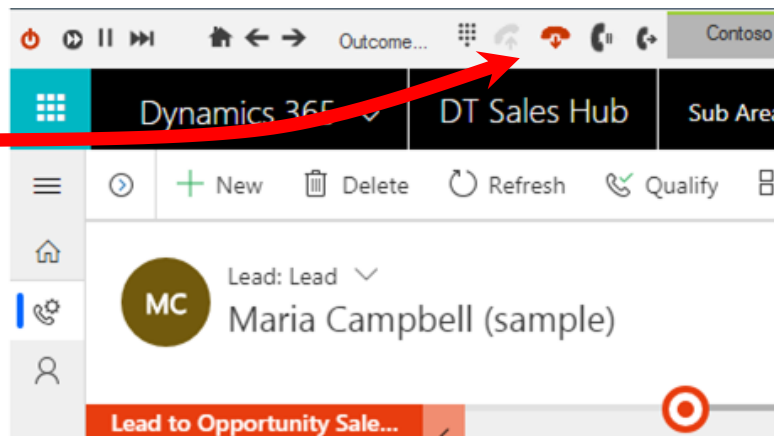 Outcome... Contoso
Dynamics 365 DT Sales Hub Sub Area
New Delete Refresh Qualify
Lead: Lead
MC
Maria Campbell (sample)
Lead to Opportunity Sale...